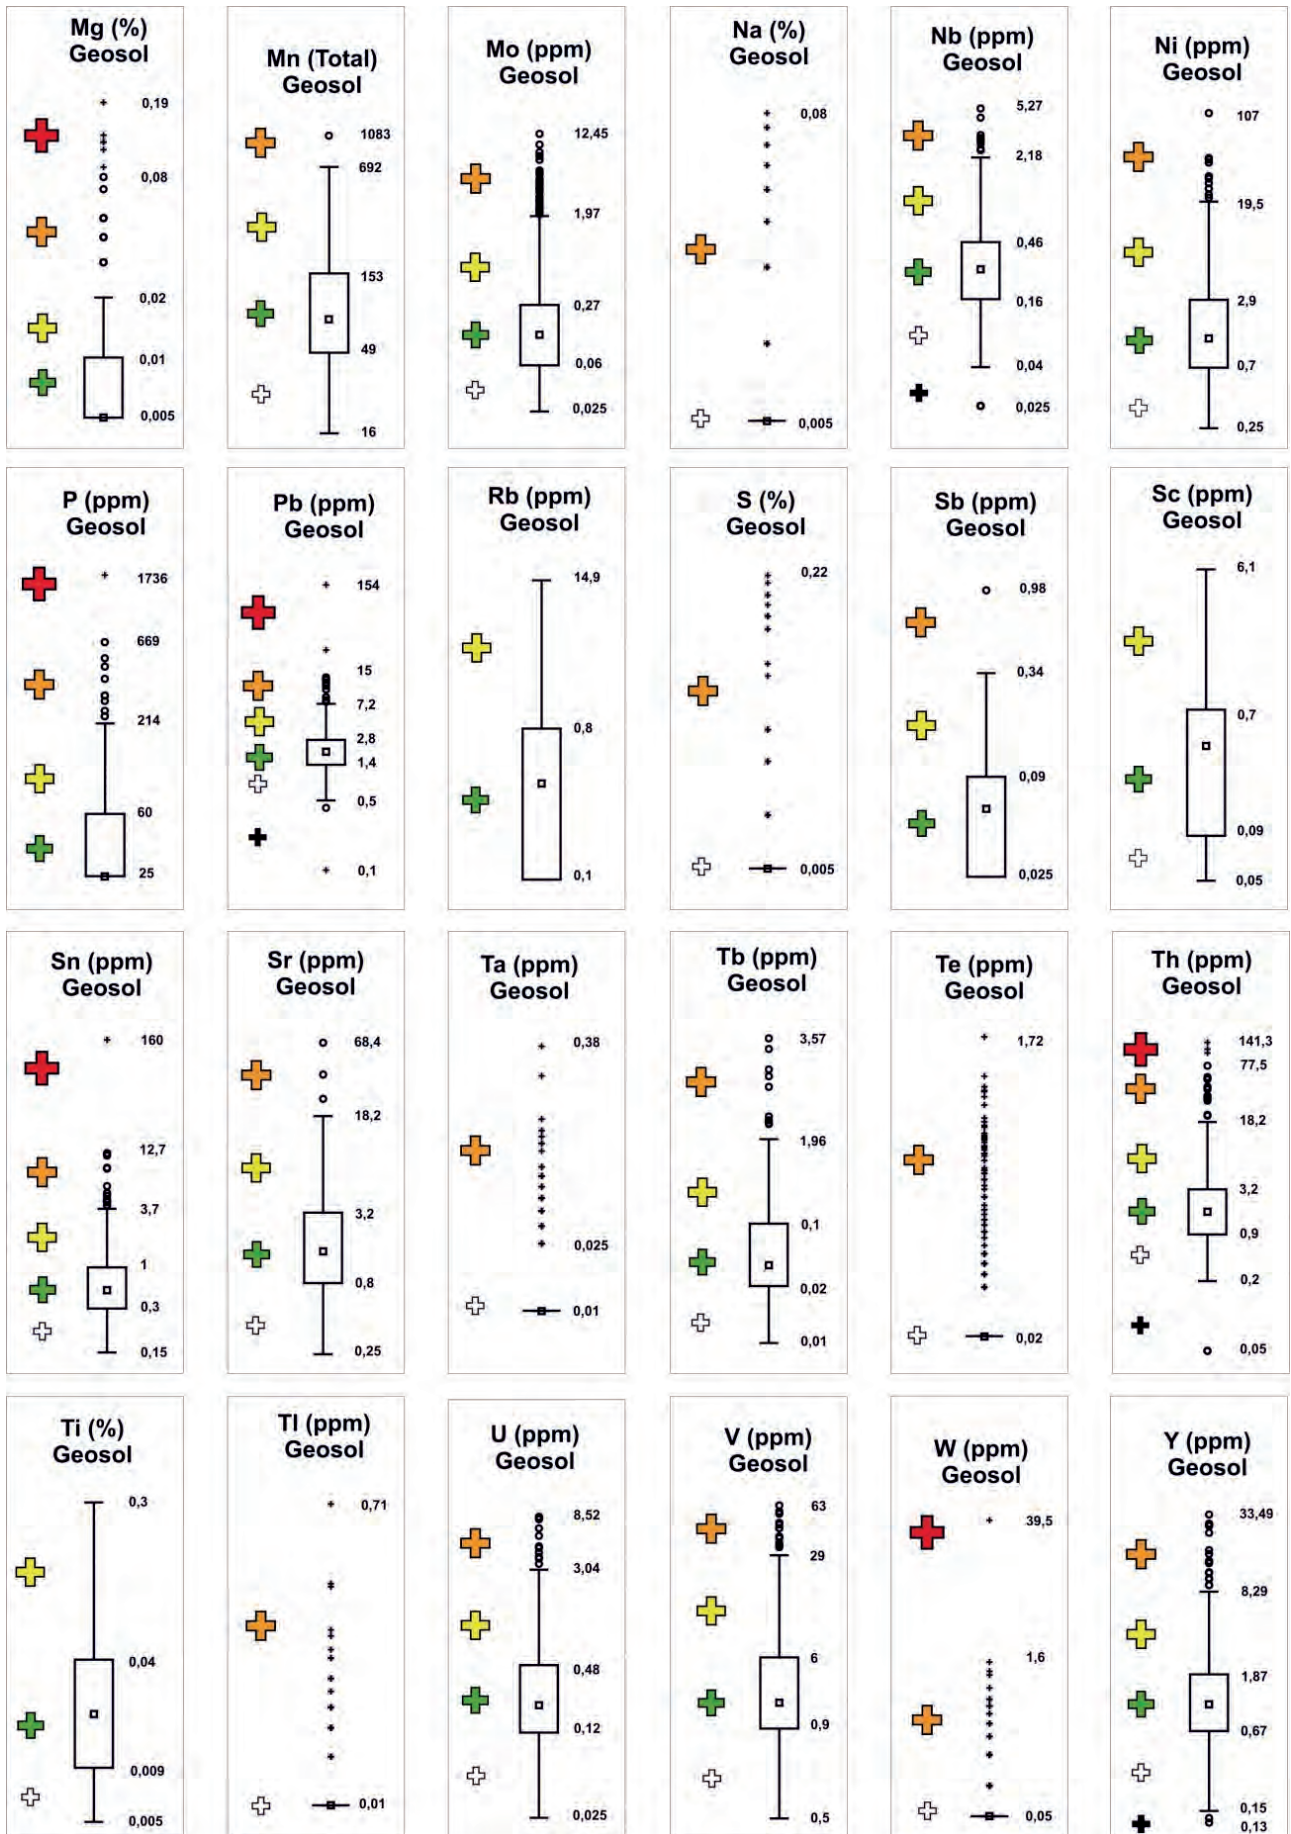 Mg (%)
Geosol
0,19
0,08
0,02
0,01
0,005
Mn (Total)
Geosol
1083
692
153
49
16
Mo (ppm)
Geosol
12,45
1,97
0,27
0,06
0,025
Na (%)
Geosol
0,08
0,005
Nb (ppm)
Geosol
5,27
2,18
0,46
0,16
0,04
0,025
Ni (ppm)
Geosol
107
19,5
2,9
0,7
0,25
P (ppm)
Geosol
1736
669
214
60
25
Pb (ppm)
Geosol
154
15
7,2
2,8
1,4
0,5
0,1
Rb (ppm)
Geosol
14,9
0,8
0,1
S (%)
Geosol
0,22
0,005
Sb (ppm)
Geosol
0,98
0,34
0,09
0,025
Sc (ppm)
Geosol
6,1
0,7
0,09
0,05
Sn (ppm)
Geosol
160
12,7
3,7
1
0,3
0,15
Sr (ppm)
Geosol
68,4
18,2
3,2
0,8
0,25
Ta (ppm)
Geosol
0,38
0,025
0,01
Tb (ppm)
Geosol
3,57
1,96
0,1
0,02
0,01
Te (ppm)
Geosol
1,72
0,02
Th (ppm)
Geosol
141,3
77,5
18,2
3,2
0,9
0,2
0,05
Ti (%)
Geosol
0,3
0,04
0,009
0,005
Tl (ppm)
Geosol
0,71
0,01
U (ppm)
Geosol
8,52
3,04
0,48
0,12
0,025
V (ppm)
Geosol
63
29
6
0,9
0,5
W (ppm)
Geosol
39,5
1,6
0,05
Y (ppm)
Geosol
33,49
8,29
1,87
0,67
0,15
0,13